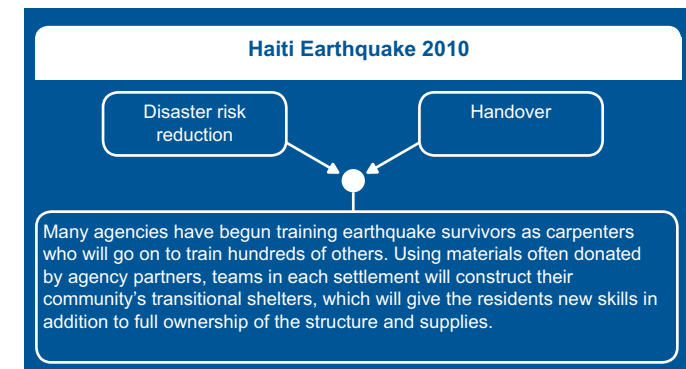 Haiti Earthquake 2010
Disaster risk
reduction
Handover
Many agencies have begun training earthquake survivors as carpenters
who will go on to train hundreds of others. Using materials often donated
by agency partners, teams in each settlement will construct their
community’s transitional shelters, which will give the residents new skills in
addition to full ownership of the structure and supplies.